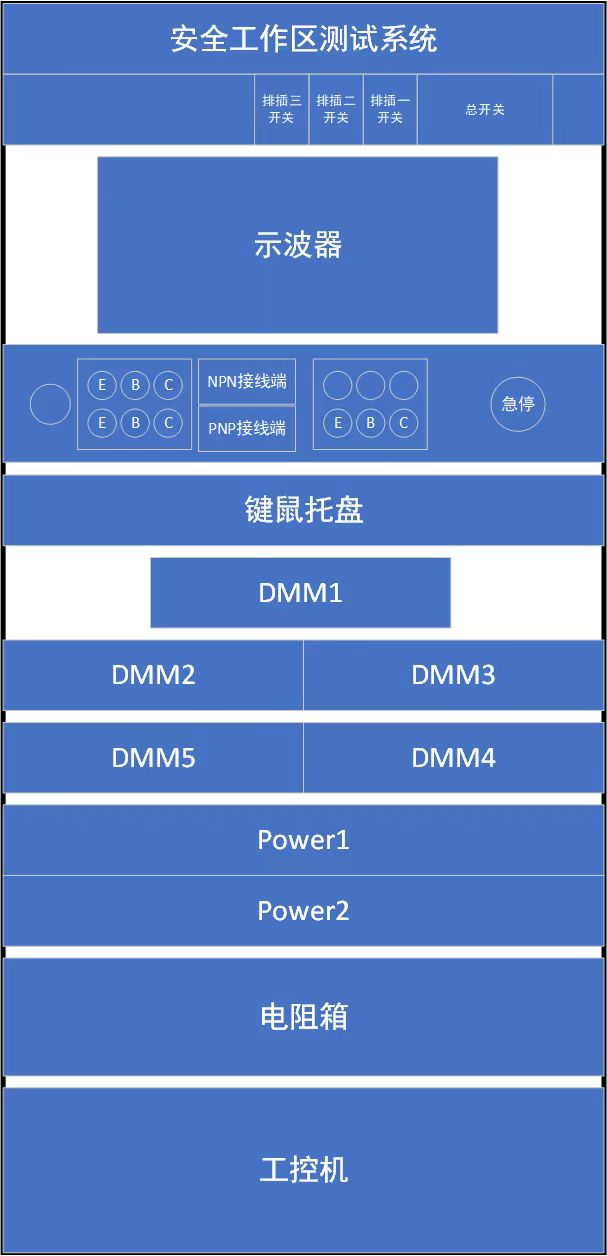 安全工作区测试系统
排插三 排插二 排插一 总开关
开关 开关 开关
示波器
E B C NPN接线端
急停
E B C PNP接线端 E B C
键鼠托盘
DMM1
DMM2 DMM3
DMM5 DMM4
Power1
Power2
电阻箱
工控机